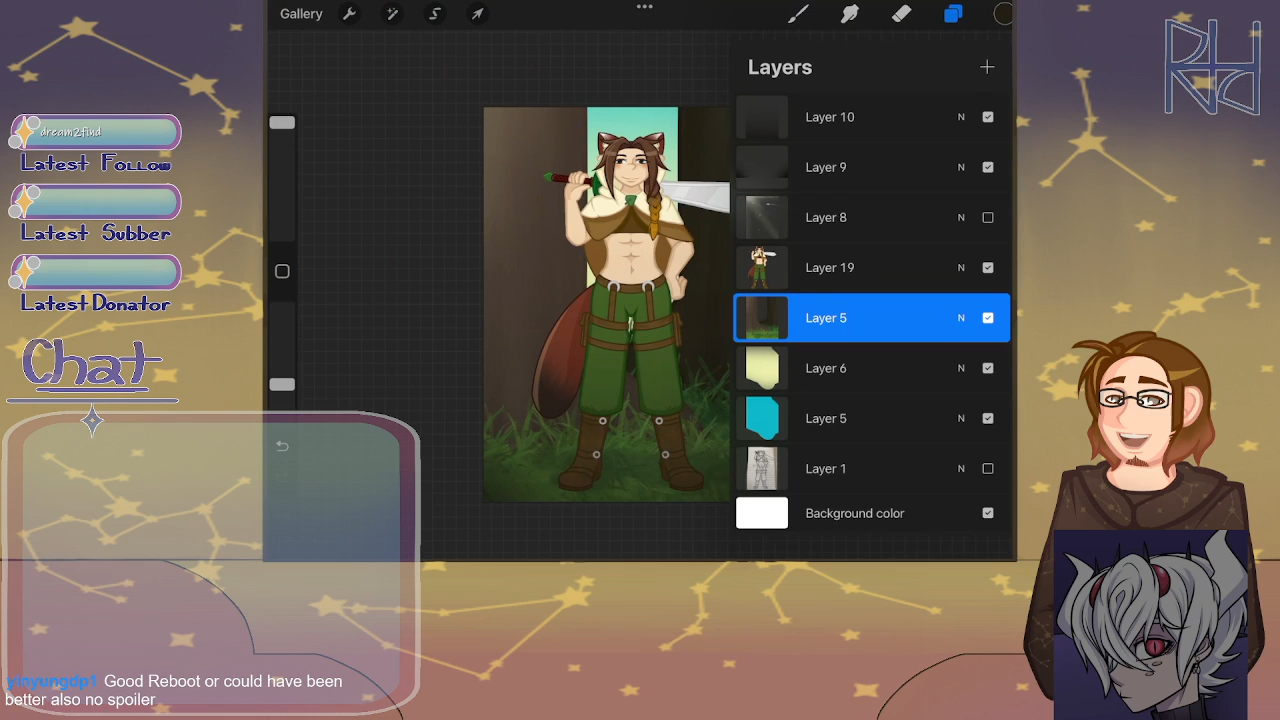 Gallery
Layers
Layer 10 N
Layer 9 N
Layer 8 N
Layer 19 N
Layer 5 N
Layer 6 N
Layer 5 N
Layer 1 N
Background color
dream2find
Latest Follow
Latest Subber
Latest Donator
Chat
yinyungdp1 Good Reboot or could have been
better also no spoiler